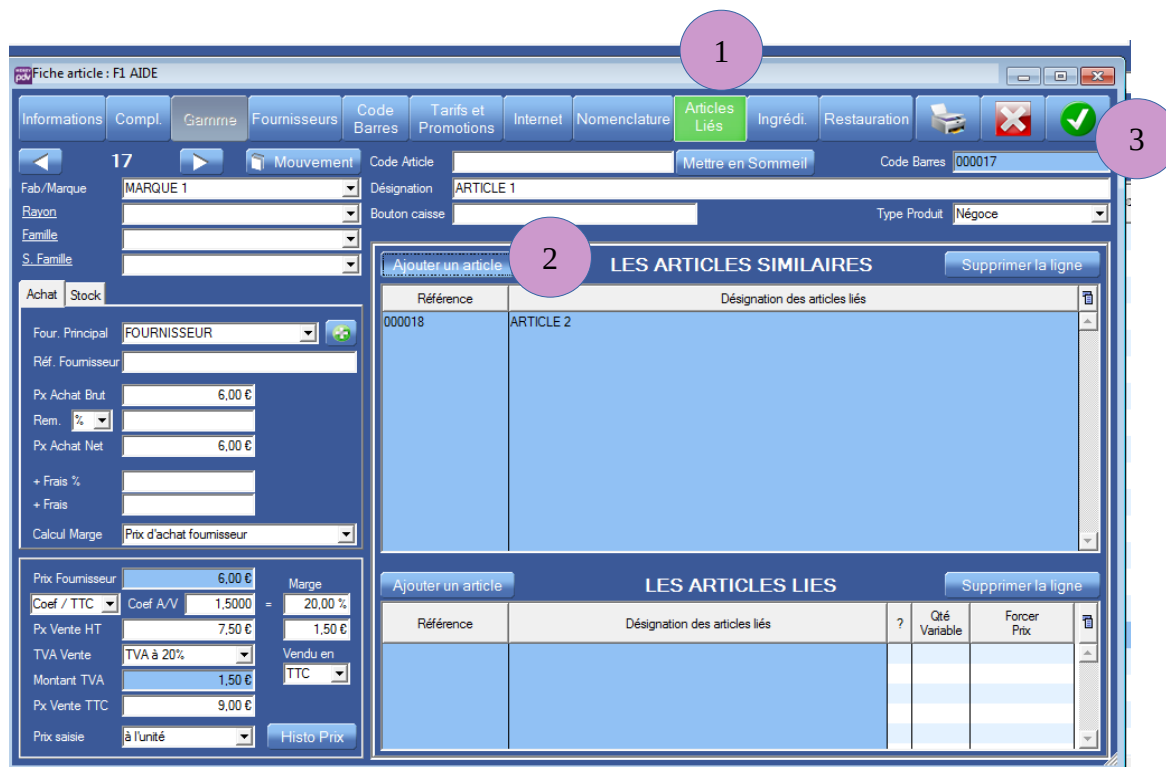 1
pdv Fiche article : F1 AIDE
Informations Compl. Gamme Fournisseurs Code Barres Tarifs et Promotions Internet Nomenclature Articles Liés Ingrédi. Restauration
3
17 Mouvement Code Article Mettre en Sommeil Code Barres 000017
Fab/Marque MARQUE 1 Désignation ARTICLE 1
Rayon Bouton caisse Type Produit Négoce
Famille
S. Famille
2
Ajouter un article LES ARTICLES SIMILAIRES Supprimer la ligne
Achat Stock
Référence Désignation des articles liés
000018 ARTICLE 2
Four. Principal FOURNISSEUR
Réf. Fournisseur
Px Achat Brut 6,00 €
Rem. %
Px Achat Net 6,00 €
+ Frais %
+ Frais
Calcul Marge Prix d'achat fournisseur
Prix Fournisseur 6,00 € Marge
Coef / TTC Coef A/V 1,5000 = 20,00 %
Px Vente HT 7,50 € 1,50 €
TVA Vente TVA à 20% Vendu en
Montant TVA 1,50 € TTC
Px Vente TTC 9,00 €
Prix saisie à l'unité Histo Prix
Ajouter un article LES ARTICLES LIES Supprimer la ligne
Référence Désignation des articles liés ? Qté Variable Forcer Prix